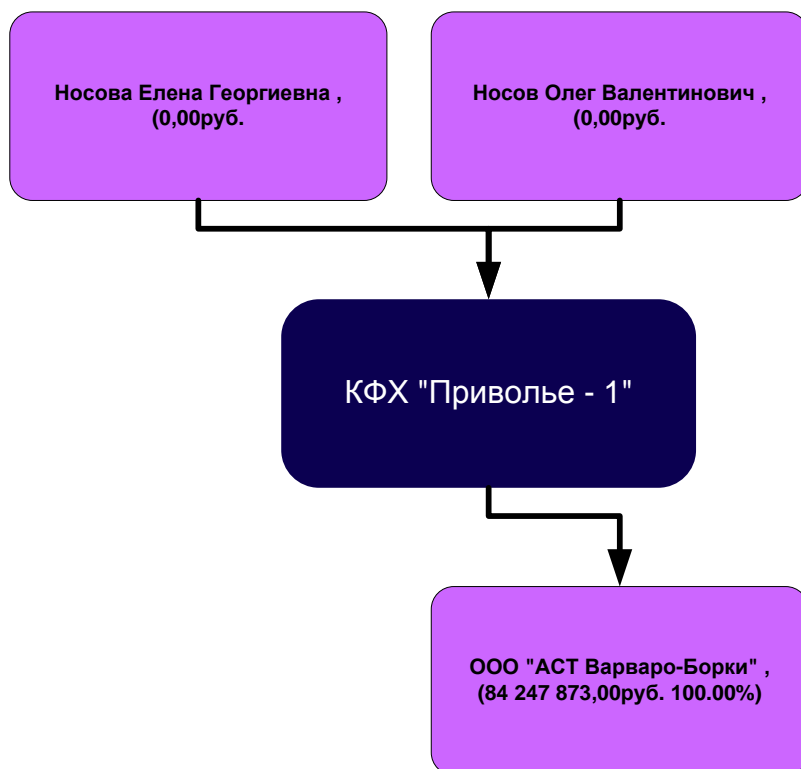 Носова Елена Георгиевна ,
(0,00руб.
Носов Олег Валентинович ,
(0,00руб.
КФХ "Приволье - 1"
ООО "АСТ Варваро-Борки" ,
(84 247 873,00руб. 100.00%)